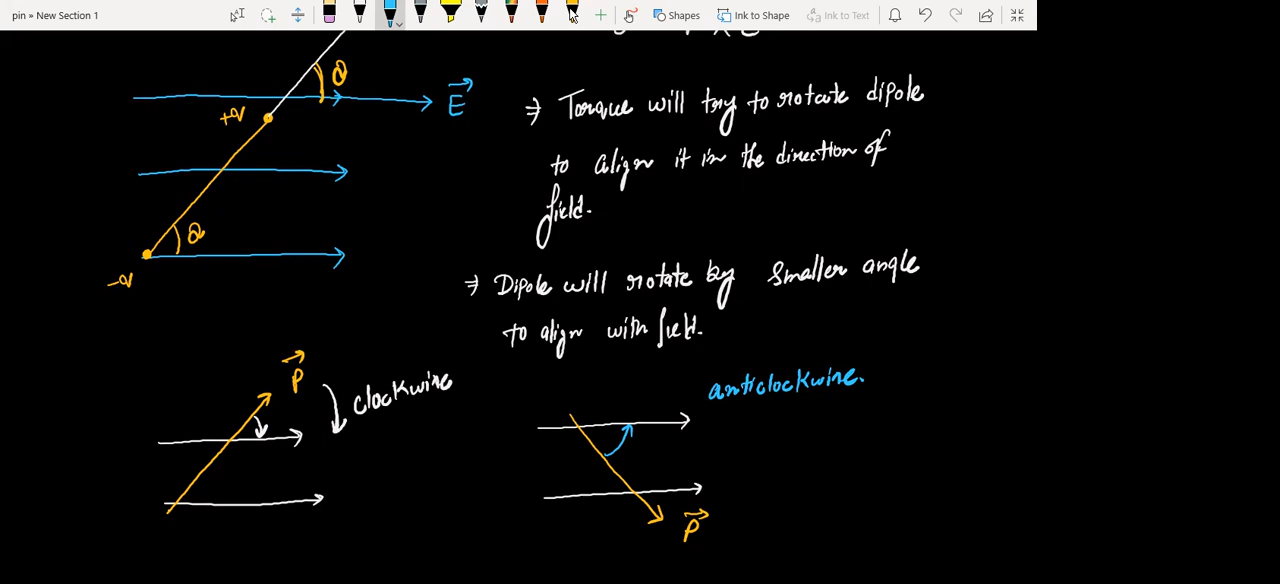 pin » New Section 1
Shapes
Ink to Shape
Ink to Text
θ
E
+q
⇒ Torque will try to rotate dipole
to align it in the direction of
field.
θ
-q
⇒ Dipole will rotate by smaller angle
to align with field.
P
clockwise
anticlockwise.
P